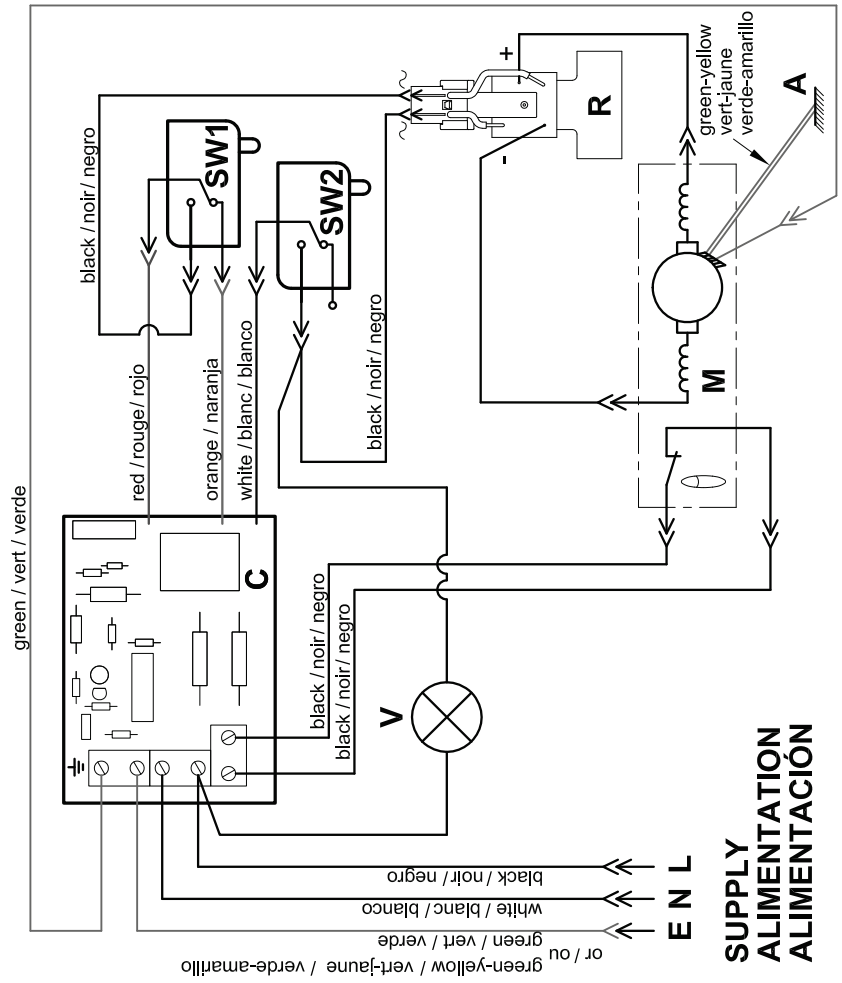 green / vert / verde
black / noir / negro
SW1
SW2
+
-
R
green-yellow
vert-jaune
verde-amarillo
A
red / rouge / rojo
orange / naranja
white / blanc / blanco
black / noir / negro
M
C
black / noir / negro
black / noir / negro
V
black / noir / negro
white / blanc / blanco
green / vert / verde
or / ou
green-yellow / vert-jaune / verde-amarillo
E N L
SUPPLY
ALIMENTATION
ALIMENTACIÓN